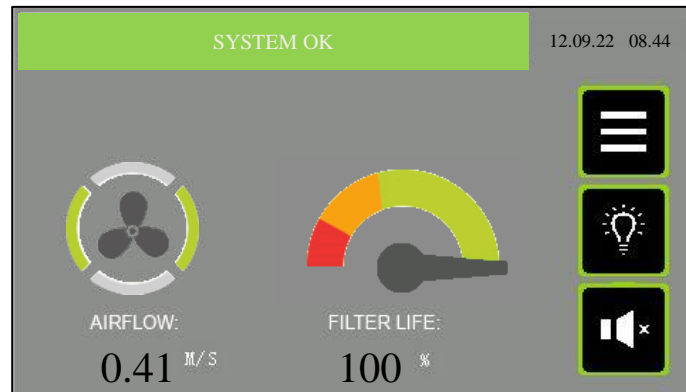 SYSTEM OK
12.09.22 08.44
AIRFLOW:
FILTER LIFE:
0.41 M/S
100 %